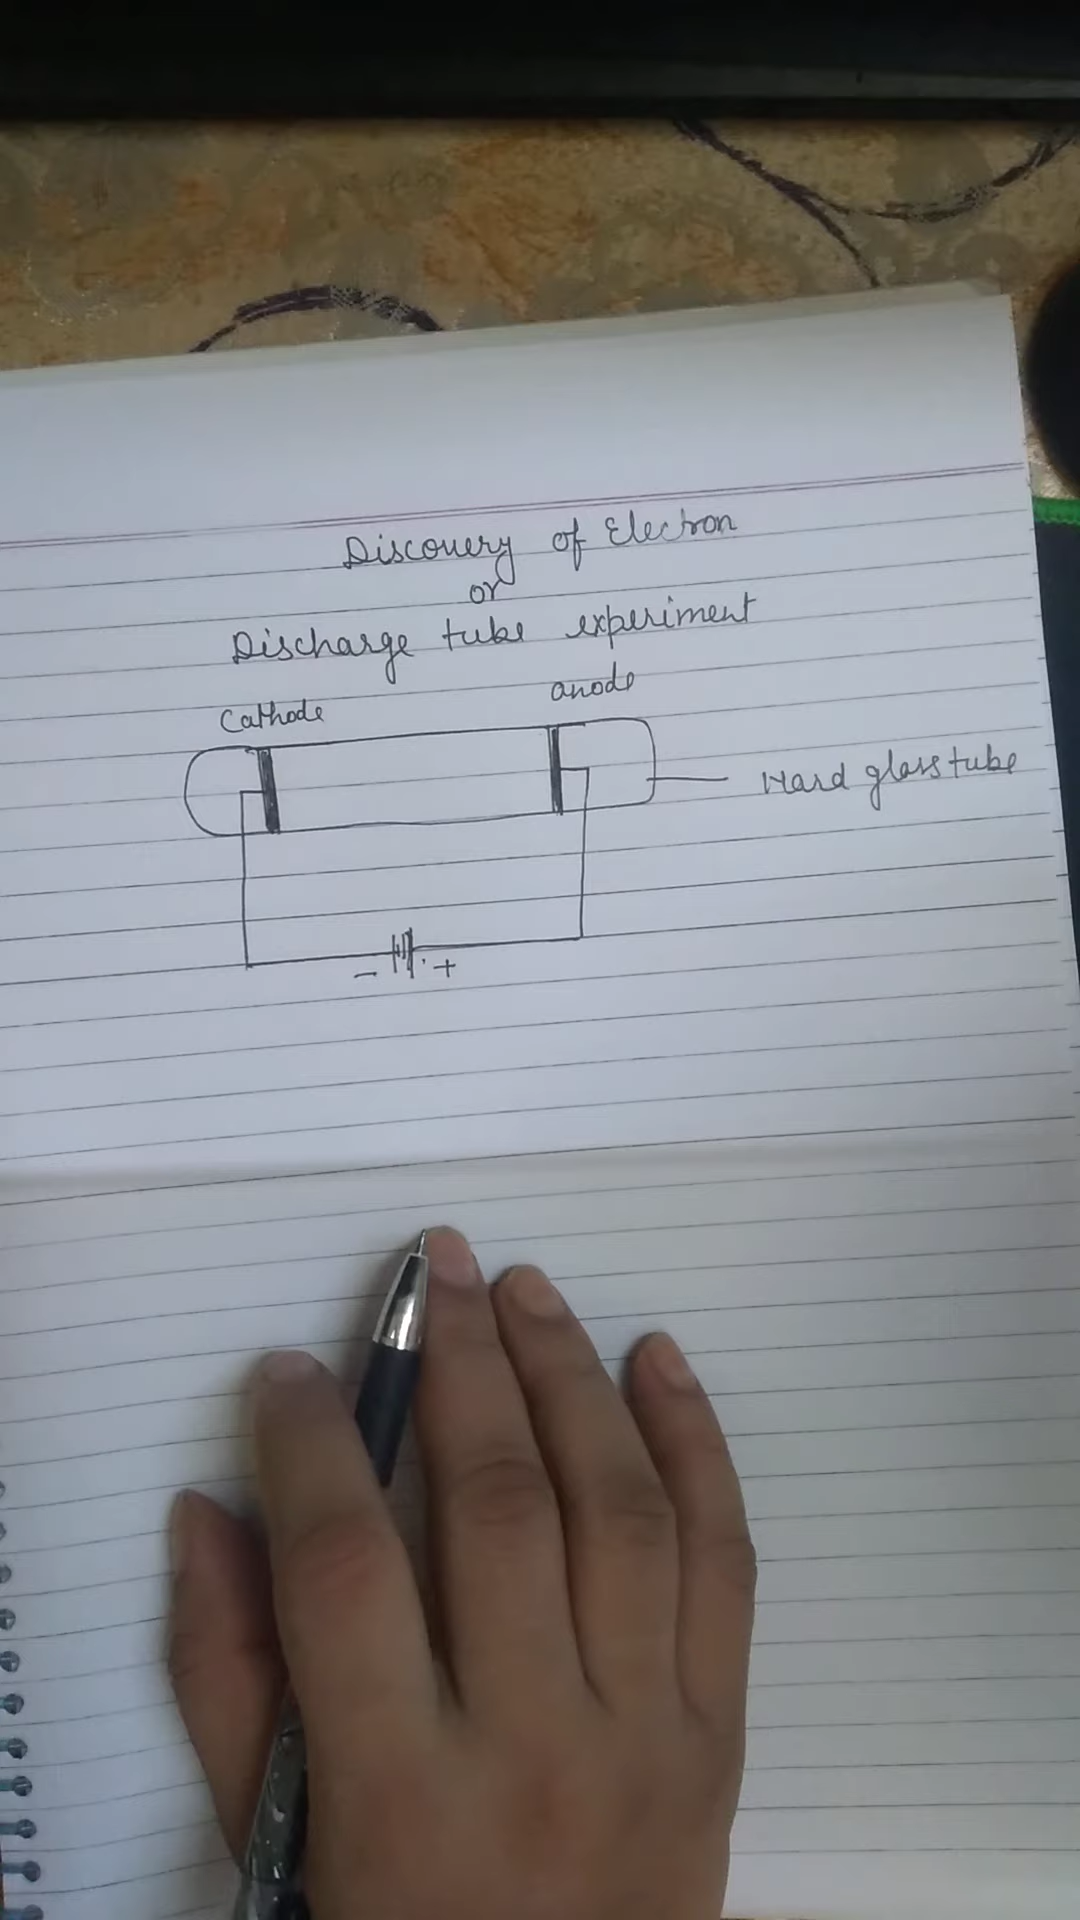 Discovery of Electron
or
Discharge tube experiment
Cathode
anode
Hard glass tube
- +